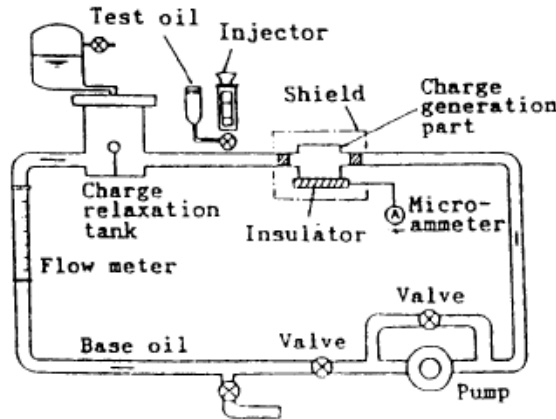 Test oil
Injector
Shield
Charge
generation
part
Charge
relaxation
tank
Insulator
A
Micro-
ammeter
Flow meter
Valve
Base oil
Valve
Pump